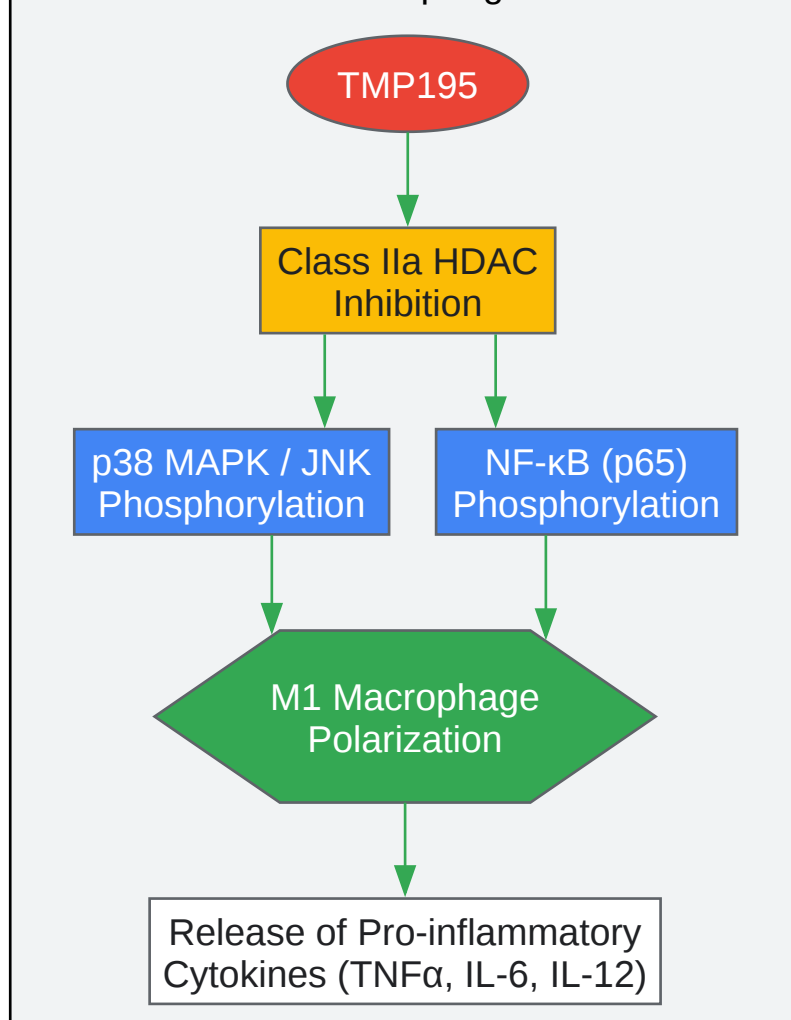 TMP195
Class IIa HDAC
Inhibition
p38 MAPK / JNK
Phosphorylation
NF-κB (p65)
Phosphorylation
M1 Macrophage
Polarization
Release of Pro-inflammatory
Cytokines (TNFα, IL-6, IL-12)